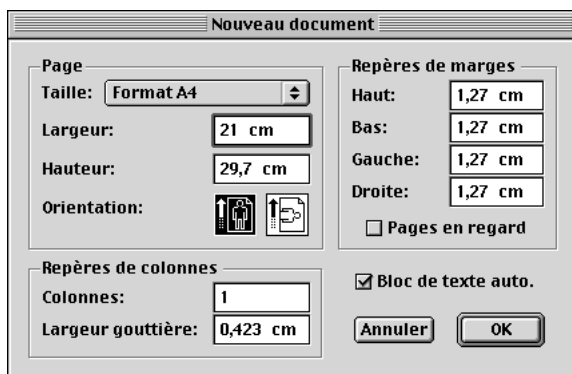 Nouveau document
Page
Taille: Format A4
Largeur: 21 cm
Hauteur: 29,7 cm
Orientation:
Repères de colonnes
Colonnes: 1
Largeur gouttière: 0,423 cm
Repères de marges
Haut: 1,27 cm
Bas: 1,27 cm
Gauche: 1,27 cm
Droite: 1,27 cm
Pages en regard
Bloc de texte auto.
Annuler OK